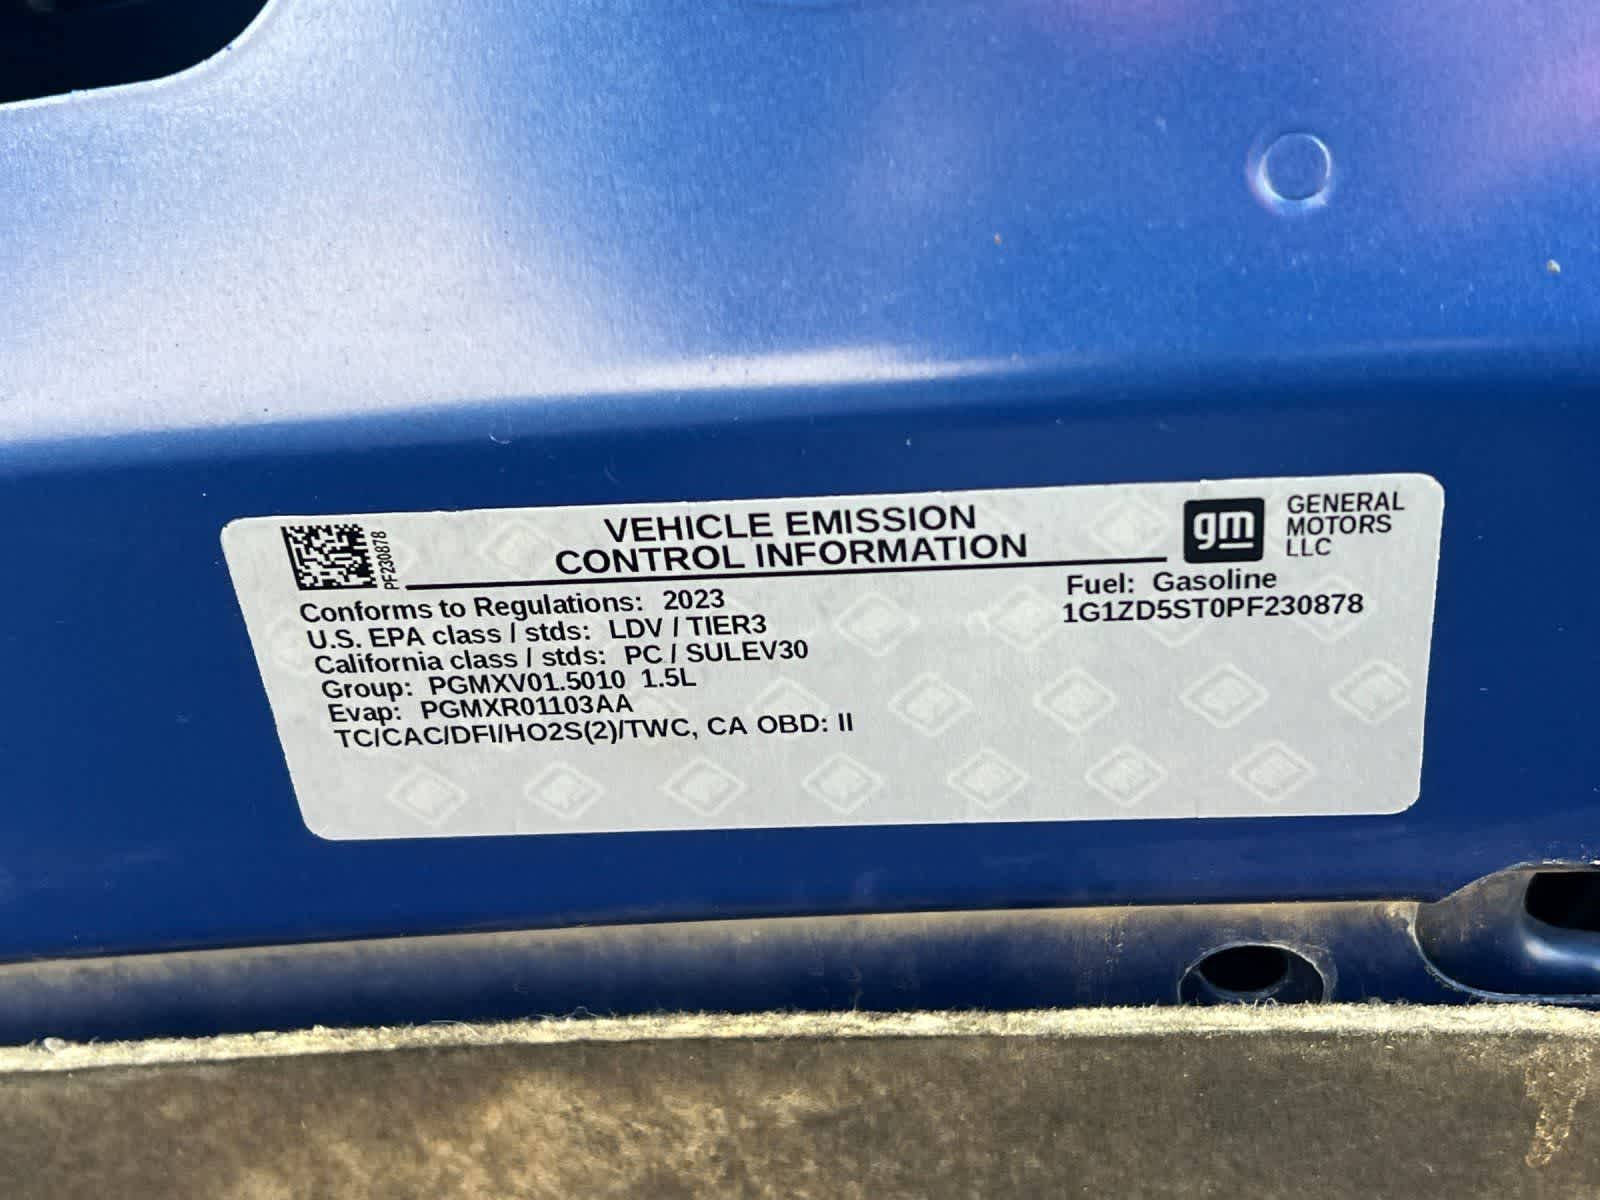 PF230878
VEHICLE EMISSION
CONTROL INFORMATION
gm
GENERAL
MOTORS
LLC
Conforms to Regulations: 2023
U.S. EPA class / stds: LDV / TIER3
California class / stds: PC / SULEV30
Group: PGMXV01.5010 1.5L
Evap: PGMXR01103AA
TC/CAC/DFI/HO2S(2)/TWC, CA OBD: II
Fuel: Gasoline
1G1ZD5ST0PF230878